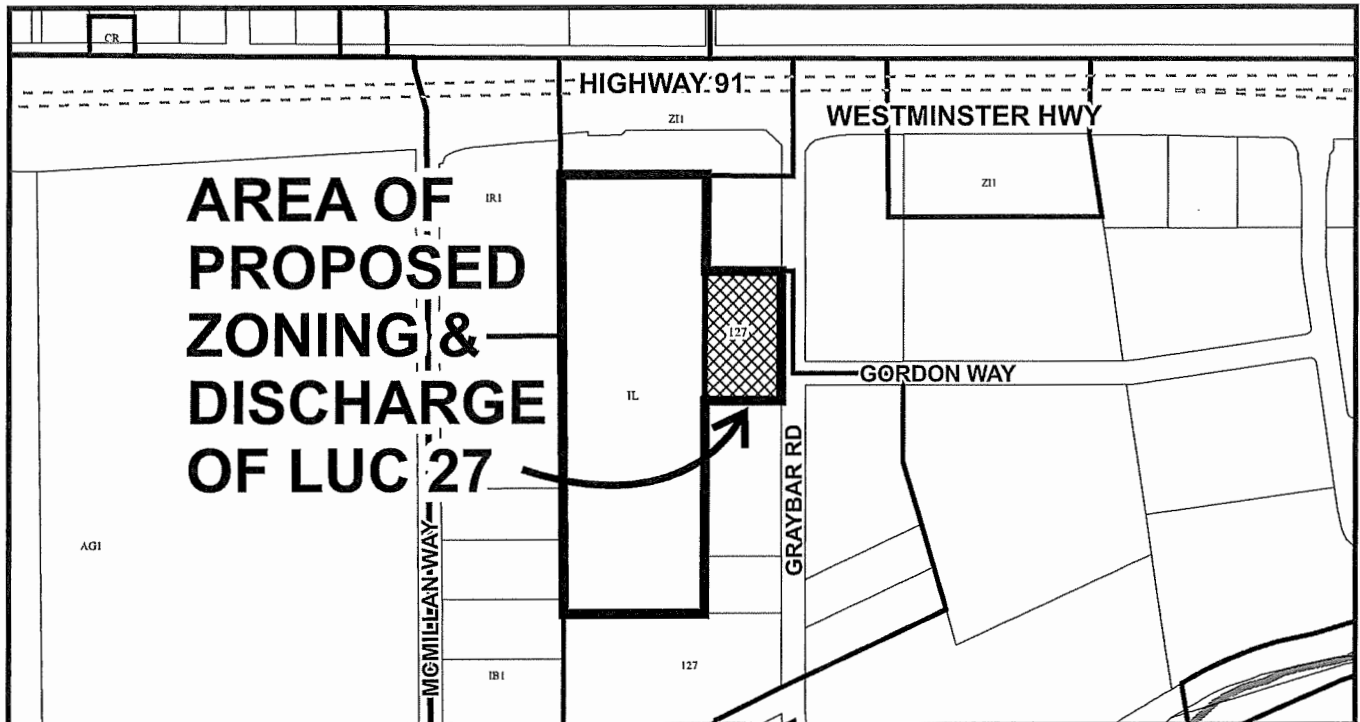 CR
HIGHWAY 91
ZI1
WESTMINSTER HWY
AREA OF
PROPOSED
ZONING &
DISCHARGE
OF LUC 27
IR1
ZI1
127
GORDON WAY
IL
GRAYBAR RD
AG1
MCMILLAN WAY
127
IB1